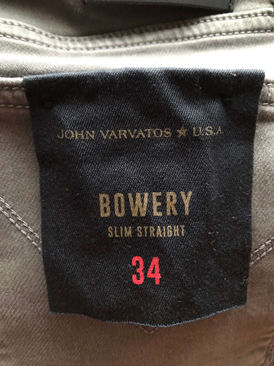 JOHN VARVATOS ★ U.S.A.
BOWERY
SLIM STRAIGHT
34